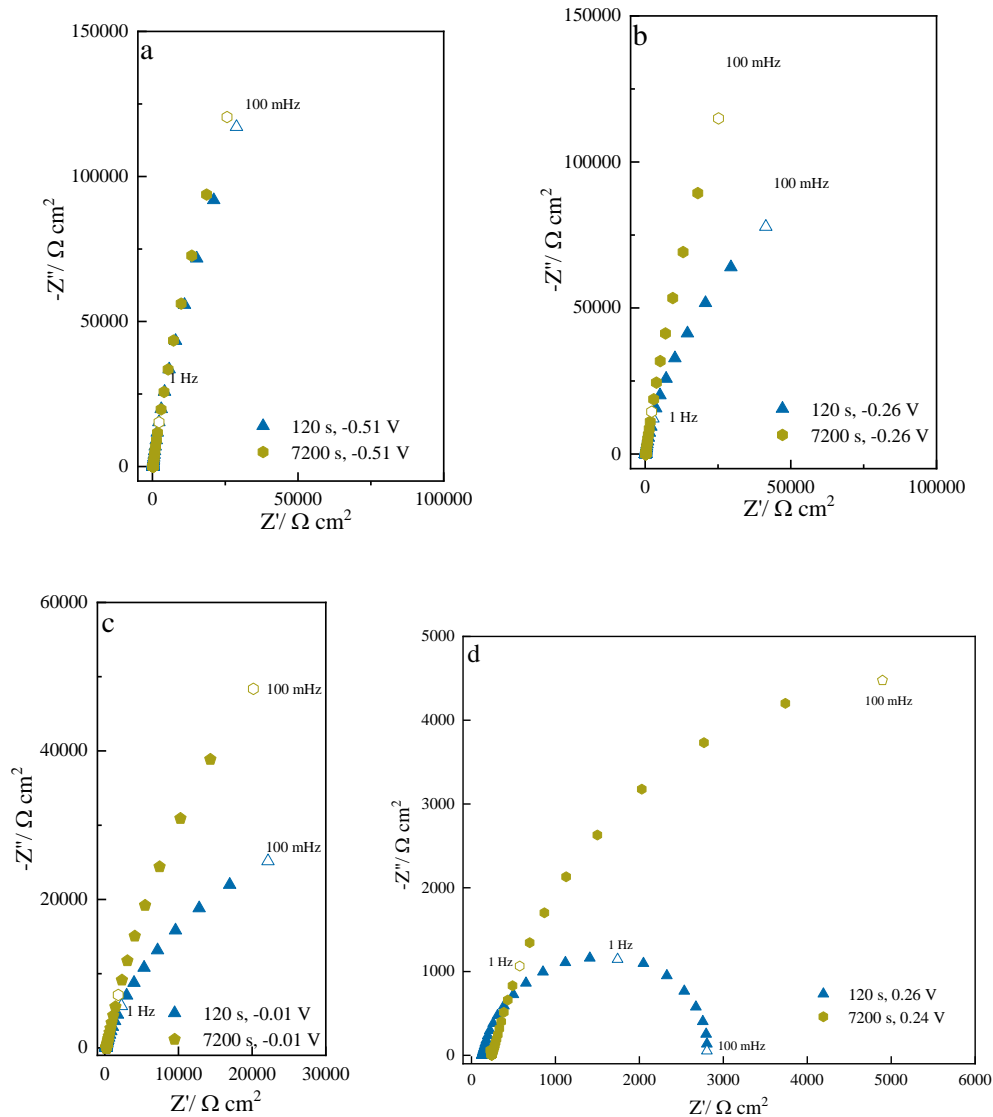 a
150000
100000
50000
0
-Z''/ Ω cm²
100 mHz
1 Hz
120 s, -0.51 V
7200 s, -0.51 V
0
50000
100000
Z'/ Ω cm²
b
150000
100000
50000
0
-Z''/ Ω cm²
100 mHz
100 mHz
1 Hz
120 s, -0.26 V
7200 s, -0.26 V
0
50000
100000
Z'/ Ω cm²
c
60000
40000
20000
0
-Z''/ Ω cm²
100 mHz
100 mHz
1 Hz
120 s, -0.01 V
7200 s, -0.01 V
0
10000
20000
30000
Z'/ Ω cm²
d
5000
4000
3000
2000
1000
0
-Z''/ Ω cm²
100 mHz
1 Hz
1 Hz
100 mHz
120 s, 0.26 V
7200 s, 0.24 V
0
1000
2000
3000
4000
5000
6000
Z'/ Ω cm²